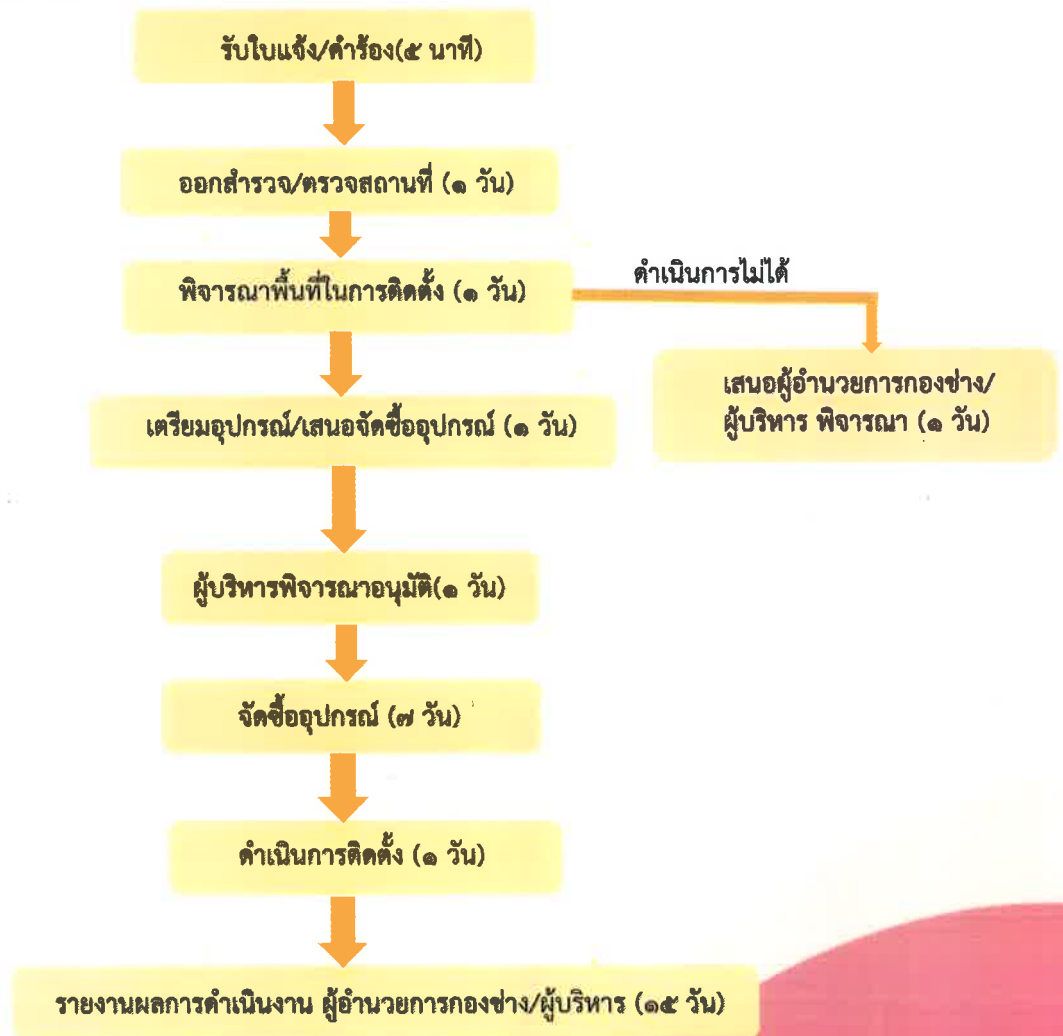 รับใบแจ้ง/คำร้อง(๕ นาที)
ออกสำรวจ/ตรวจสถานที่ (๑ วัน)
พิจารณาพื้นที่ในการติดตั้ง (๑ วัน)
ดำเนินการไม่ได้
เสนอผู้อำนวยการกองช่าง/
ผู้บริหาร พิจารณา (๑ วัน)
เตรียมอุปกรณ์/เสนอจัดซื้ออุปกรณ์ (๑ วัน)
ผู้บริหารพิจารณาอนุมัติ(๑ วัน)
จัดซื้ออุปกรณ์ (๗ วัน)
ดำเนินการติดตั้ง (๑ วัน)
รายงานผลการดำเนินงาน ผู้อำนวยการกองช่าง/ผู้บริหาร (๑๕ วัน)